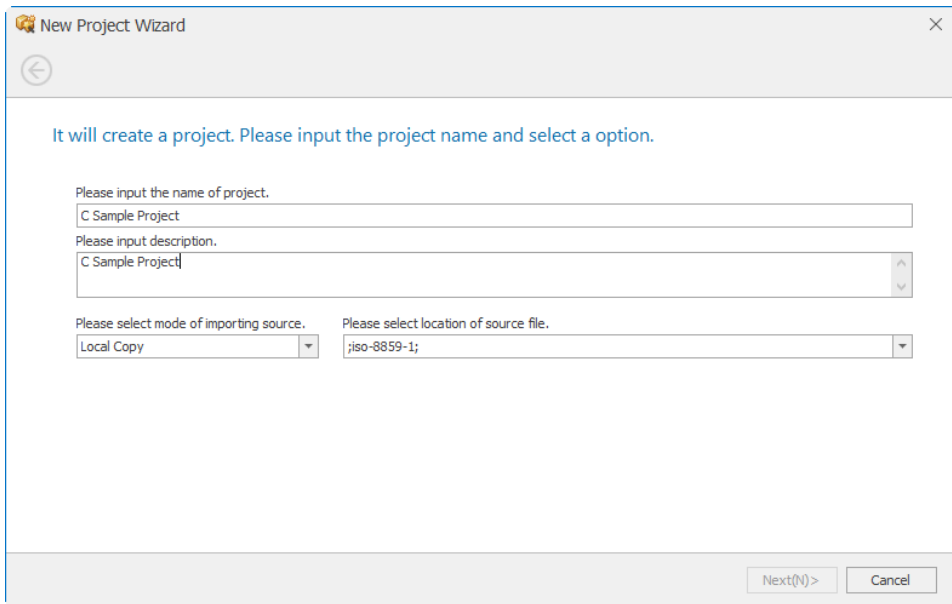 New Project Wizard
It will create a project. Please input the project name and select a option.
Please input the name of project.
C Sample Project
Please input description.
C Sample Project
Please select mode of importing source. Please select location of source file.
Local Copy ;iso-8859-1;
Next(N)> Cancel